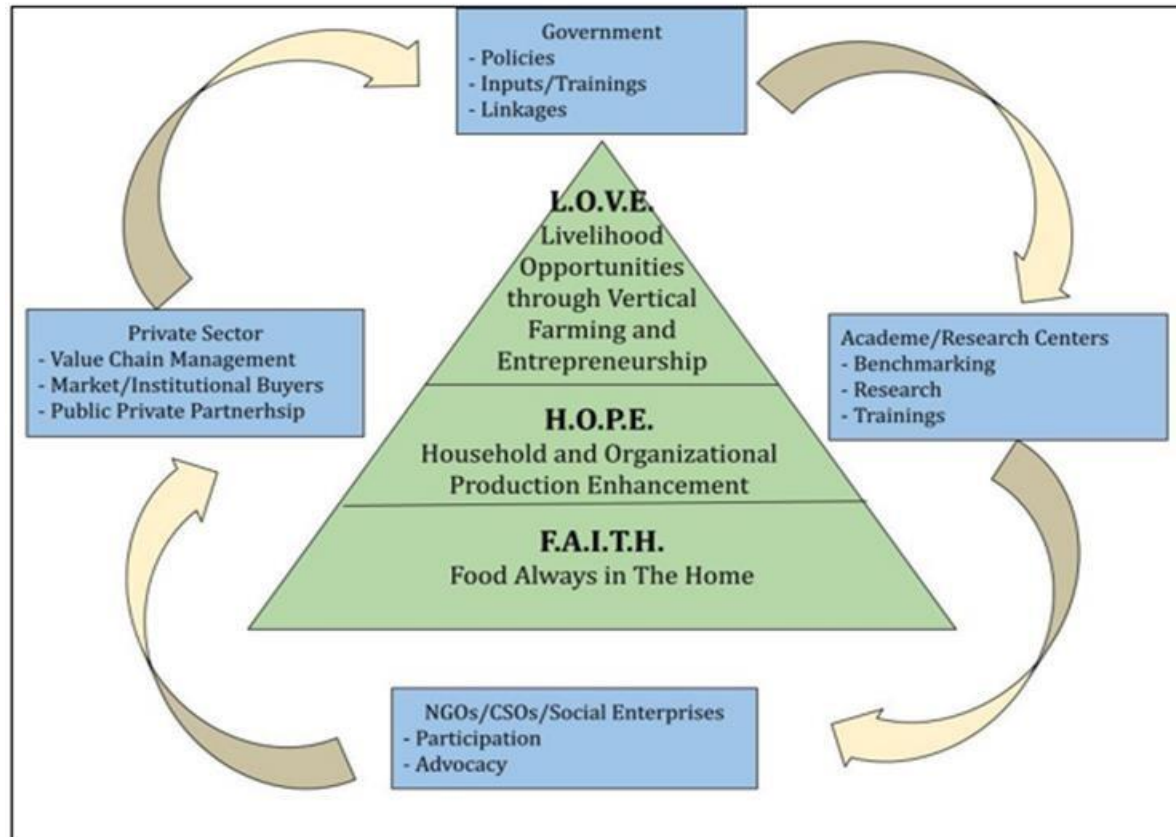 Government
- Policies
- Inputs/Trainings
- Linkages
L.O.V.E.
Livelihood
Opportunities
through Vertical
Farming and
Entrepreneurship
Private Sector
- Value Chain Management
- Market/Institutional Buyers
- Public Private Partnerhsip
Academe/Research Centers
- Benchmarking
- Research
- Trainings
H.O.P.E.
Household and Organizational
Production Enhancement
F.A.I.T.H.
Food Always in The Home
NGOs/CSOs/Social Enterprises
- Participation
- Advocacy